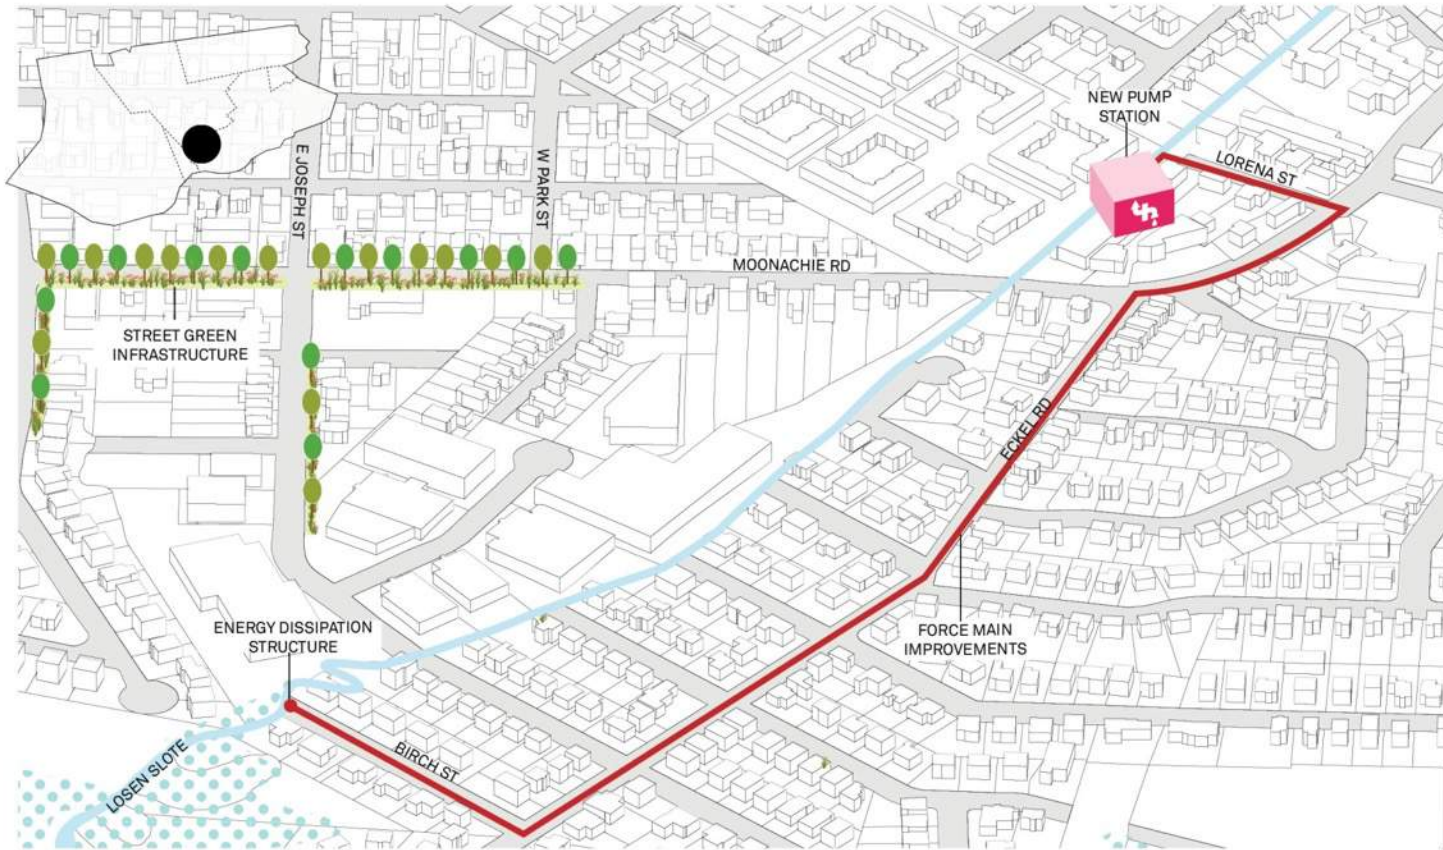 NEW PUMP
STATION
LORENA ST
E JOSEPH ST
W PARK ST
MOONACHIE RD
STREET GREEN
INFRASTRUCTURE
ECKEL RD
ENERGY DISSIPATION
STRUCTURE
FORCE MAIN
IMPROVEMENTS
BIRCH ST
LOSEN SLOTE